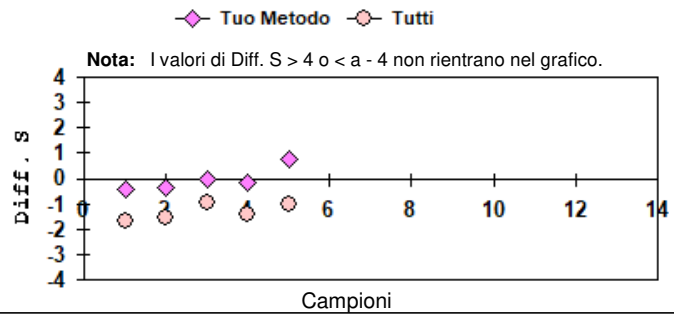 Tuo Metodo Tutti
Nota: I valori di Diff. S > 4 o < a - 4 non rientrano nel grafico.
4
3
2
1
0
-1
-2
-3
-4
Diff. S
0 2 4 6 8 10 12 14
Campioni